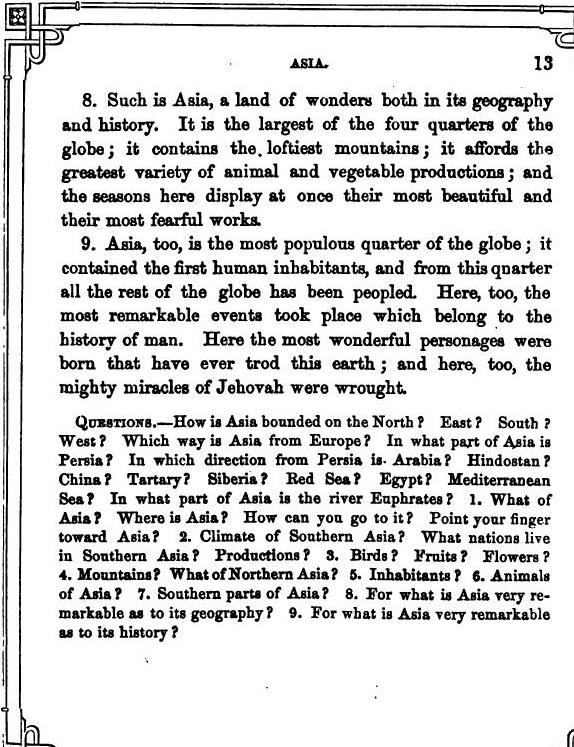 ASIA. 13
8. Such is Asia, a land of wonders both in its geography
and history. It is the largest of the four quarters of the
globe; it contains the loftiest mountains; it affords the
greatest variety of animal and vegetable productions; and
the seasons here display at once their most beautiful and
their most fearful works.
9. Asia, too, is the most populous quarter of the globe; it
contained the first human inhabitants, and from this quarter
all the rest of the globe has been peopled. Here, too, the
most remarkable events took place which belong to the
history of man. Here the most wonderful personages were
born that have ever trod this earth; and here, too, the
mighty miracles of Jehovah were wrought.
QUESTIONS.—How is Asia bounded on the North? East? South?
West? Which way is Asia from Europe? In what part of Asia is
Persia? In which direction from Persia is Arabia? Hindostan?
China? Tartary? Siberia? Red Sea? Egypt? Mediterranean
Sea? In what part of Asia is the river Euphrates? 1. What of
Asia? Where is Asia? How can you go to it? Point your finger
toward Asia? 2. Climate of Southern Asia? What nations live
in Southern Asia? Productions? 3. Birds? Fruits? Flowers?
4. Mountains? What of Northern Asia? 5. Inhabitants? 6. Animals
of Asia? 7. Southern parts of Asia? 8. For what is Asia very re-
markable as to its geography? 9. For what is Asia very remarkable
as to its history?